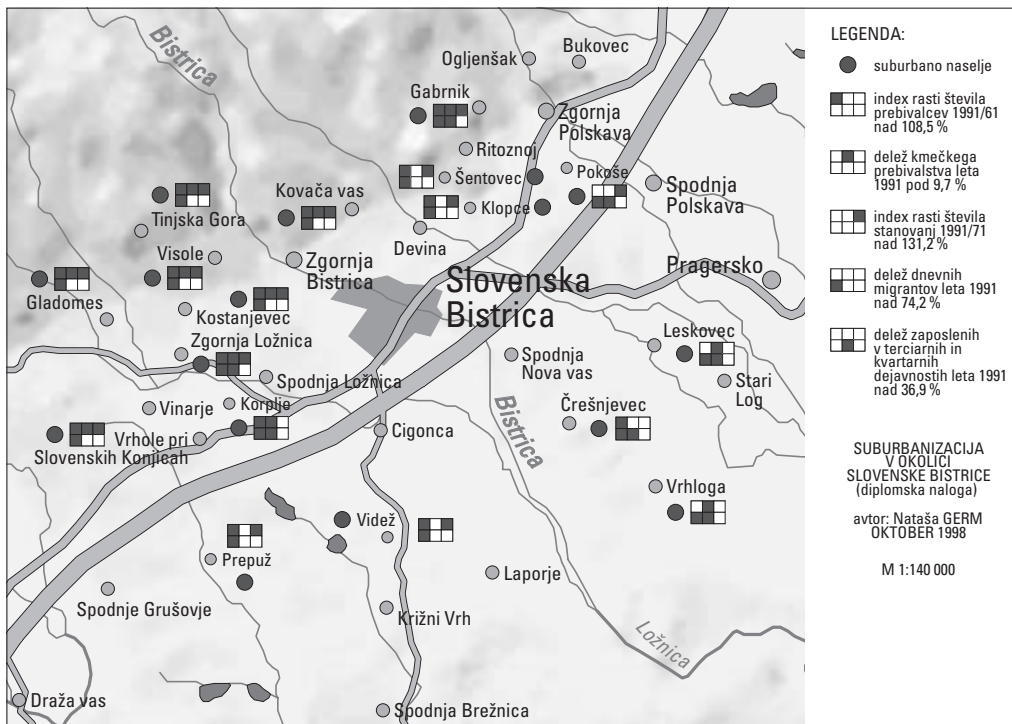 Bistrica
Ogljenšak
Bukovec
Gabrnik
Zgornja
Polskava
Ritoznoj
Šentovec
Pokoše
Spodnja
Polskava
Klopce
Devina
Kovača vas
Tinjska Gora
Visole
Zgornja
Bistrica
Gladomes
Kostanjevec
Slovenska
Bistrica
Pragersko
Zgornja Ložnica
Spodnja Ložnica
Leskovec
Spodnja
Nova vas
Stari
Log
Vinarje
Korplje
Črešnjevec
Bistrica
Vrhole pri
Slovenskih Konjicah
Cigonca
Vrhloga
Videž
Prepuž
Laporje
Spodnje Grušovje
Križni Vrh
Ložnica
Draža vas
Spodnja Brežnica
LEGENDA:
suburbano naselje
index rasti števila
prebivalcev 1991/61
nad 108,5 %
delež kmečkega
prebivalstva leta
1991 pod 9,7 %
index rasti števila
stanovanj 1991/71
nad 131,2 %
delež dnevnih
migrantov leta 1991
nad 74,2 %
delež zaposlenih
v terciarnih in
kvartarnih
dejavnostih leta 1991
nad 36,9 %
SUBURBANIZACIJA
V OKOLICI
SLOVENSKE BISTRICE
(diplomska naloga)
avtor: Nataša GERM
OKTOBER 1998
M 1:140 000